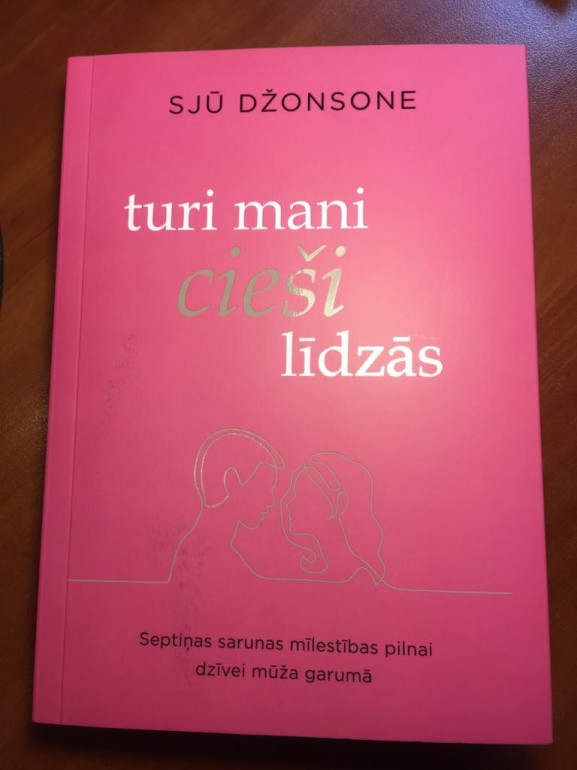 SJŪ DŽONSONE
turi mani
cieši
līdzās
Septiņas sarunas mīlestības pilnai
dzīvei mūža garumā